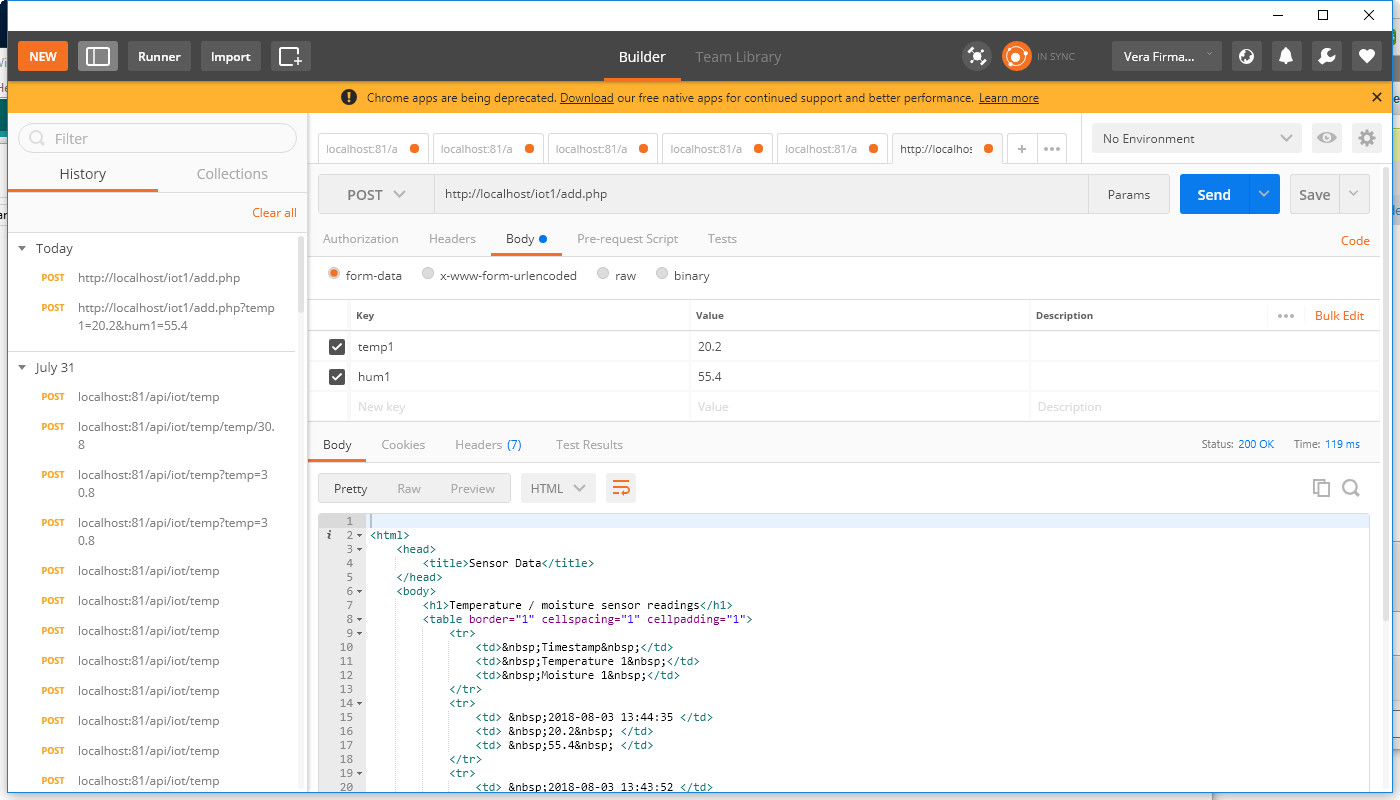 NEW
Runner
Import
Builder
Team Library
IN SYNC
Vera Firma...
Chrome apps are being deprecated. Download our free native apps for continued support and better performance. Learn more
Filter
History
Collections
Clear all
Today
POST http://localhost/iot1/add.php
POST http://localhost/iot1/add.php?temp
1=20.2&hum1=55.4
July 31
POST localhost:81/api/iot/temp
POST localhost:81/api/iot/temp/temp/30.
8
POST localhost:81/api/iot/temp?temp=3
0.8
POST localhost:81/api/iot/temp?temp=3
0.8
POST localhost:81/api/iot/temp
POST localhost:81/api/iot/temp
POST localhost:81/api/iot/temp
POST localhost:81/api/iot/temp
POST localhost:81/api/iot/temp
POST localhost:81/api/iot/temp
POST localhost:81/api/iot/temp
POST localhost:81/api/iot/temp
localhost:81/a
localhost:81/a
localhost:81/a
localhost:81/a
localhost:81/a
http://localhos
+
•••
No Environment
POST
http://localhost/iot1/add.php
Params
Send
Save
Authorization
Headers
Body
Pre-request Script
Tests
Code
form-data
x-www-form-urlencoded
raw
binary
Key Value Description ••• Bulk Edit
temp1 20.2
hum1 55.4
New key Value Description
Body
Cookies
Headers (7)
Test Results
Status: 200 OK
Time: 119 ms
Pretty
Raw
Preview
HTML
1
i 2 <html>
3 <head>
4 <title>Sensor Data</title>
5 </head>
6 <body>
7 <h1>Temperature / moisture sensor readings</h1>
8 <table border="1" cellspacing="1" cellpadding="1">
9 <tr>
10 <td>&nbsp;Timestamp&nbsp;</td>
11 <td>&nbsp;Temperature 1&nbsp;</td>
12 <td>&nbsp;Moisture 1&nbsp;</td>
13 </tr>
14 <tr>
15 <td> &nbsp;2018-08-03 13:44:35 </td>
16 <td> &nbsp;20.2&nbsp; </td>
17 <td> &nbsp;55.4&nbsp; </td>
18 </tr>
19 <tr>
20 <td> &nbsp;2018-08-03 13:43:52 </td>